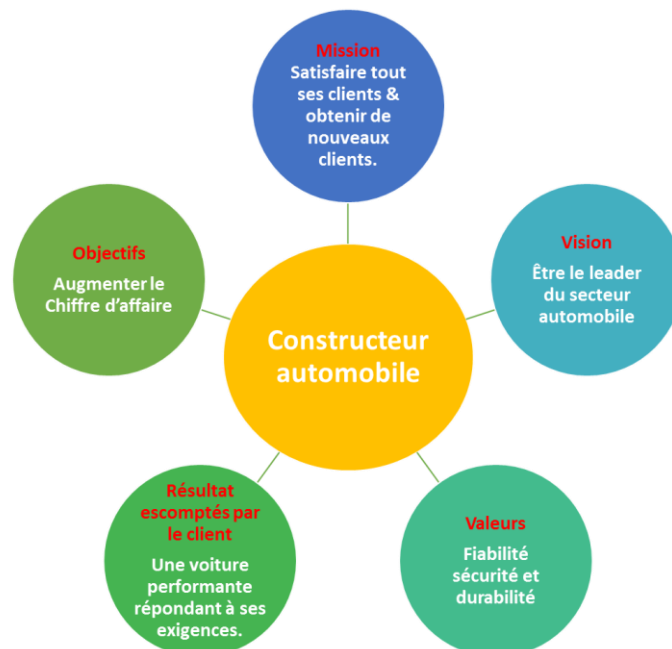 Mission
Satisfaire tout
ses clients &
obtenir de
nouveaux
clients.
Objectifs
Augmenter le
Chiffre d’affaire
Vision
Être le leader
du secteur
automobile
Constructeur
automobile
Résultat
escomptés par
le client
Une voiture
performante
répondant à ses
exigences.
Valeurs
Fiabilité
sécurité et
durabilité